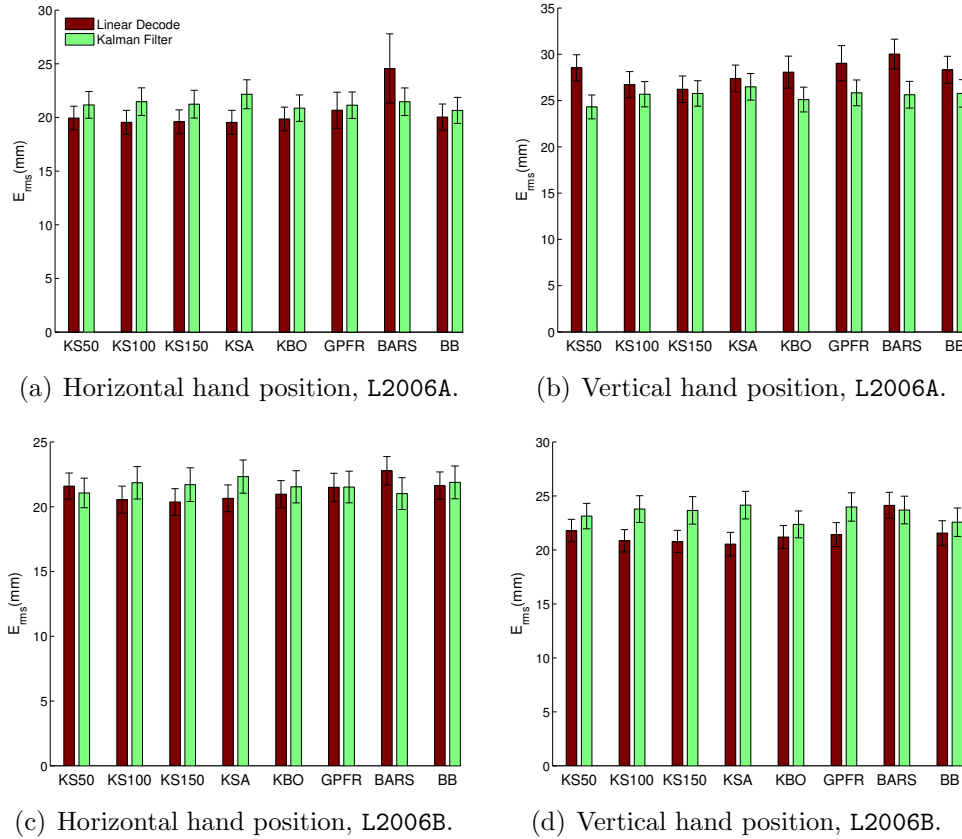 Linear Decode
Kalman Filter
35
30
25
20
15
10
5
0
E_rms(mm)
KS50 KS100 KS150 KSA KBO GPFR BARS BB
(a) Horizontal hand position, L2006A.
35
30
25
20
15
10
5
0
E_rms(mm)
KS50 KS100 KS150 KSA KBO GPFR BARS BB
(b) Vertical hand position, L2006A.
25
20
15
10
5
0
E_rms(mm)
KS50 KS100 KS150 KSA KBO GPFR BARS BB
(c) Horizontal hand position, L2006B.
30
25
20
15
10
5
0
E_rms(mm)
KS50 KS100 KS150 KSA KBO GPFR BARS BB
(d) Vertical hand position, L2006B.